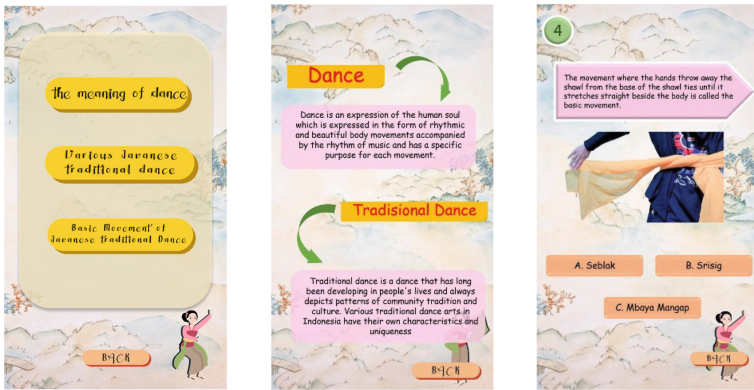 the meaning of dance
Various Javanese
traditional dance
Basic Movement of
Javanese traditional Dance
BACK
Dance
Dance is an expression of the human soul
which is expressed in the form of rhythmic
and beautiful body movements accompanied
by the rhythm of music and has a specific
purpose for each movement.
Tradisional Dance
Traditional dance is a dance that has long
been developing in people's lives and always
depicts patterns of community tradition and
culture. Various traditional dance arts in
Indonesia have their own characteristics and
uniqueness
BACK
4
The movement where the hands throw away the
shawl from the base of the shawl ties until it
stretches straight beside the body is called the
basic movement.
A. Seblak
B. Srisig
C. Mbaya Mangap
BACK